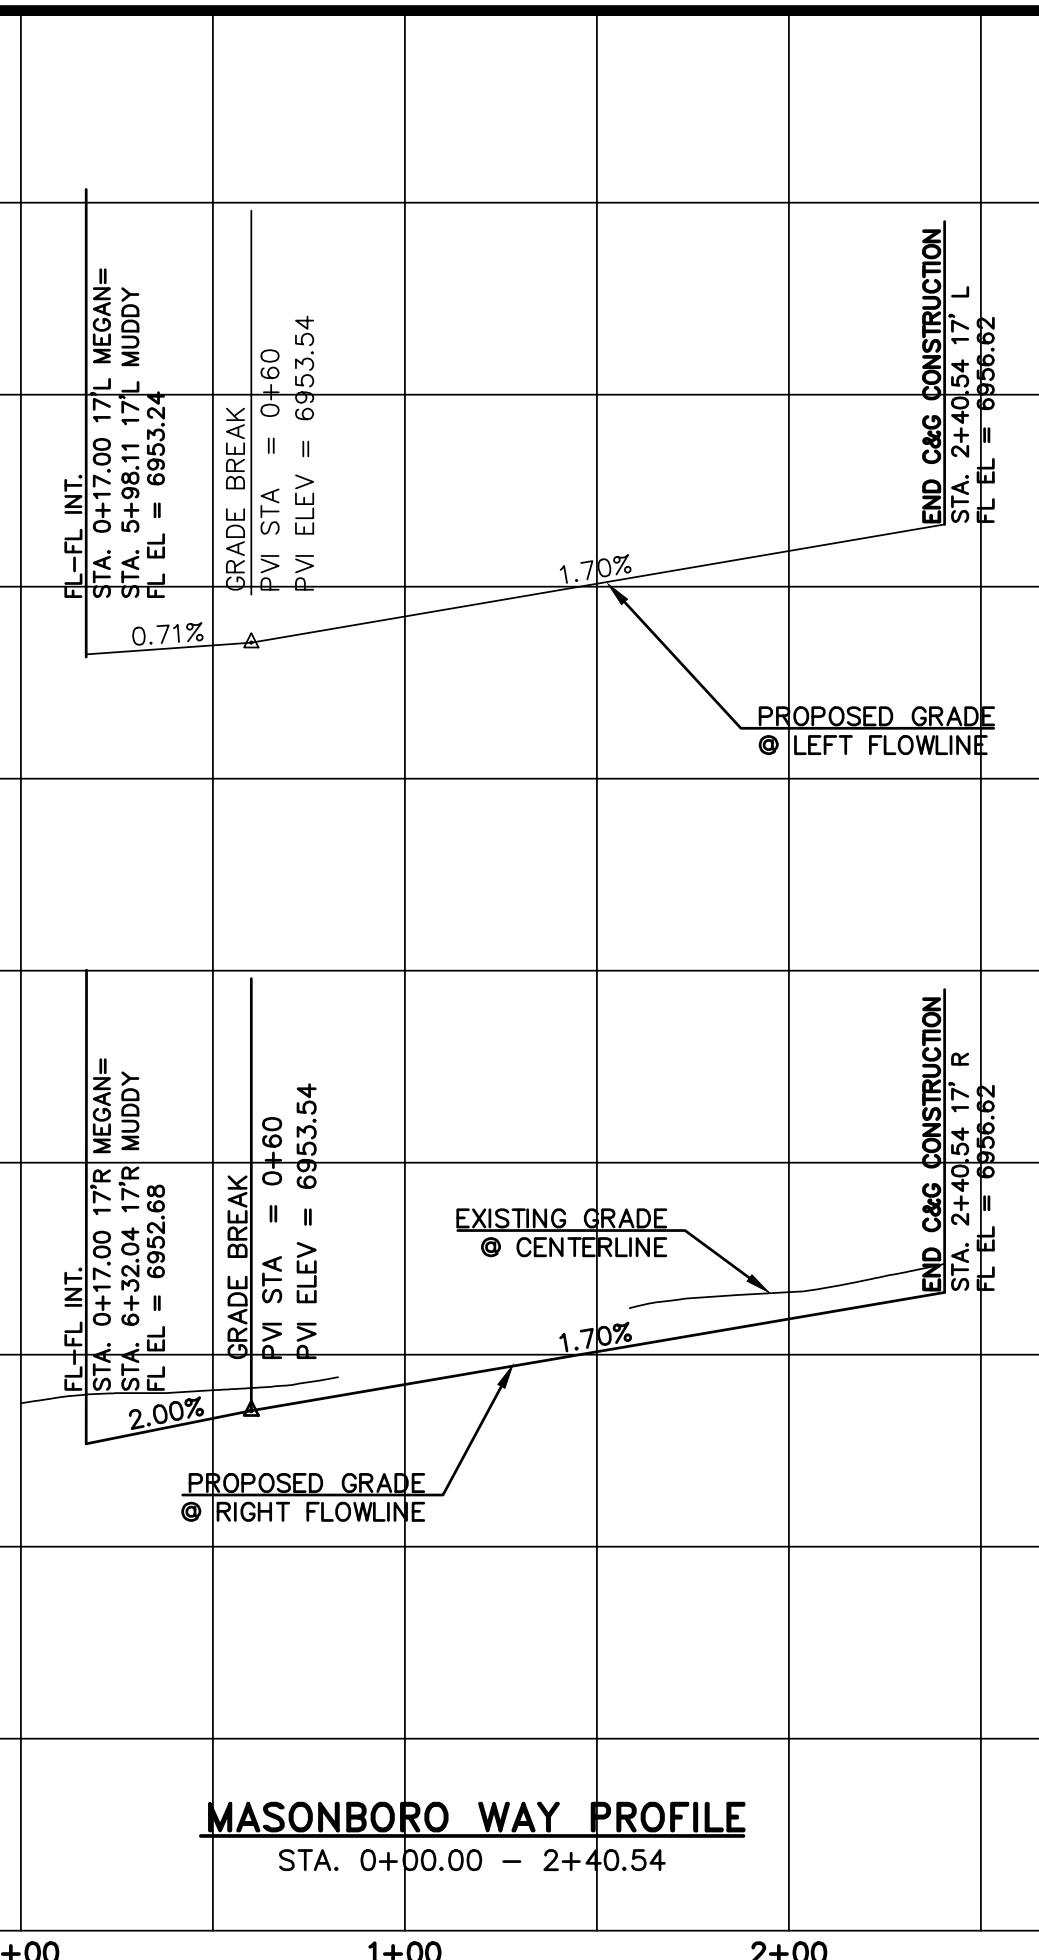 FL-FL INT.
STA. 0+17.00 17'L MEGAN=
STA. 5+98.11 17'L MUDDY
FL EL = 6953.24
GRADE BREAK
PVI STA = 0+60
PVI ELEV = 6953.54
END C&G CONSTRUCTION
STA. 2+40.54 17' L
FL EL = 6956.62
0.71%
1.70%
PROPOSED GRADE
@ LEFT FLOWLINE
FL-FL INT.
STA. 0+17.00 17'R MEGAN=
STA. 6+32.04 17'R MUDDY
FL EL = 6952.68
GRADE BREAK
PVI STA = 0+60
PVI ELEV = 6953.54
END C&G CONSTRUCTION
STA. 2+40.54 17' R
FL EL = 6956.62
EXISTING GRADE
@ CENTERLINE
1.70%
2.00%
PROPOSED GRADE
@ RIGHT FLOWLINE
MASONBORO WAY PROFILE
STA. 0+00.00 - 2+40.54
+00 1+00 2+00